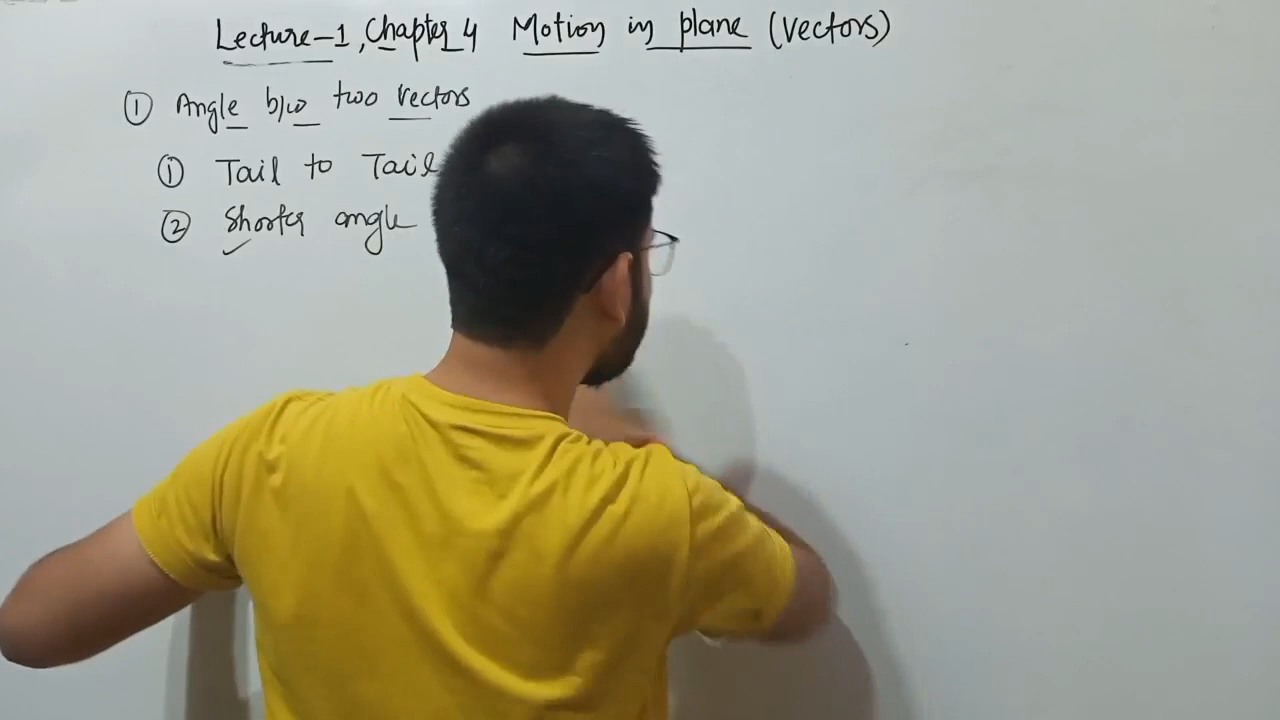 Lecture-1, Chapter 4 Motion in plane (vectors)
① Angle b/w two vectors
① Tail to Tail
② Shorter angle